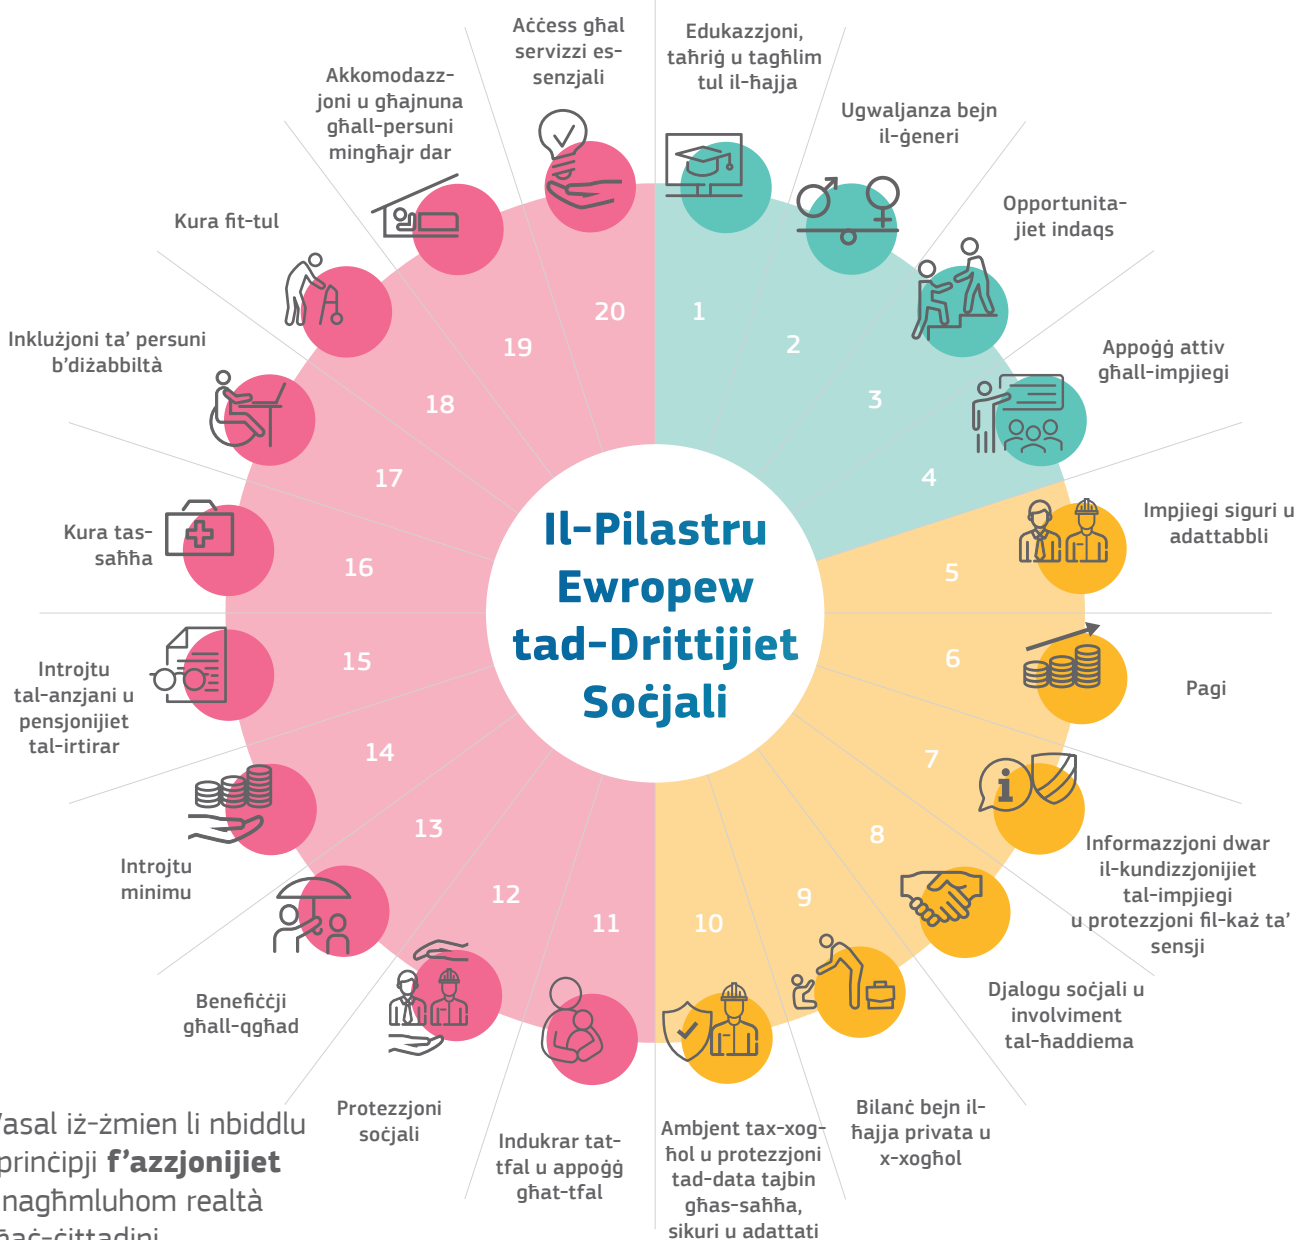 Il-Pilastru
Ewropew
tad-Drittijiet
Soċjali
1
Edukazzjoni,
taħriġ u tagħlim
tul il-ħajja
2
Ugwaljanza bejn
il-ġeneri
3
Opportunita-
jiet indaqs
4
Appoġġ attiv
għall-impjiegi
5
Impjiegi siguri u
adattabbli
6
Pagi
7
Informazzjoni dwar
il-kundizzjonijiet
tal-impjiegi
u protezzjoni fil-każ ta’
sensji
8
Djalogu soċjali u
involviment
tal-ħaddiema
9
Bilanċ bejn il-
ħajja privata u
x-xogħol
10
Ambjent tax-xog-
ħol u protezzjoni
tad-data tajbin
għas-saħħa,
sikuri u adattati
11
Indukrar tat-
tfal u appoġġ
għat-tfal
12
Protezzjoni
soċjali
13
Benefiċċji
għall-qgħad
14
Introjtu
minimu
15
Introjtu
tal-anzjani u
pensjonijiet
tal-irtirar
16
Kura tas-
saħħa
17
Inklużjoni ta’ persuni
b’diżabbiltà
18
Kura fit-tul
19
Akkomodazz-
joni u għajnuna
għall-persuni
mingħajr dar
20
Aċċess għal
servizzi es-
senzjali
asal iż-żmien li nbiddlu
prinċipji f’azzjonijiet
nagħmluhom realtà
ħaċ-ċittadini